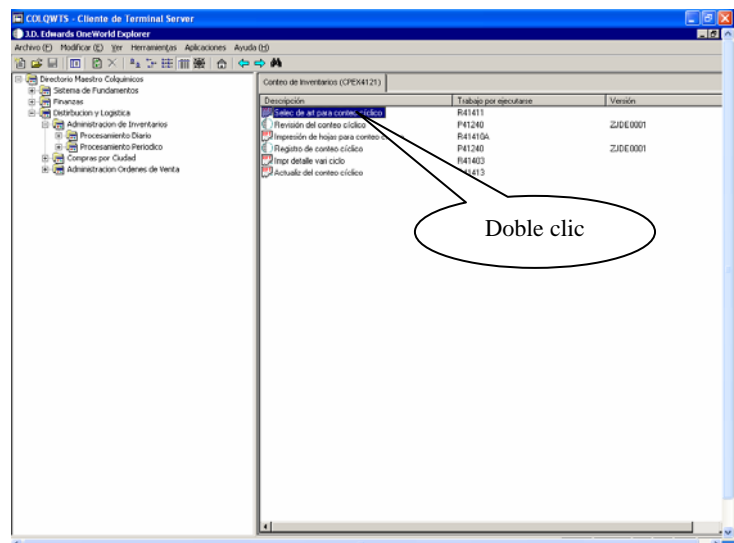 COLQWTS - Cliente de Terminal Server
J.D. Edwards OneWorld Explorer
Archivo (F) Modificar (E) Ver Herramientas Aplicaciones Ayuda (H)
Directorio Maestro Colquimicos
Sistema de Fundamentos
Finanzas
Distribucion y Logistica
Administracion de Inventarios
Procesamiento Diario
Procesamiento Periodico
Compras por Ciudad
Administracion Ordenes de Venta
Conteo de Inventarios (CPEX4121)
Descripción Trabajo por ejecutarse Versión
Selec de art para conteo cíclico R41411
Revisión del conteo cíclico P41240 ZJDE0001
Impresión de hojas para conteo c R41410A
Registro de conteo cíclico P41240 ZJDE0001
Impr detalle vari ciclo R41403
Actualiz del conteo cíclico 41413
Doble clic